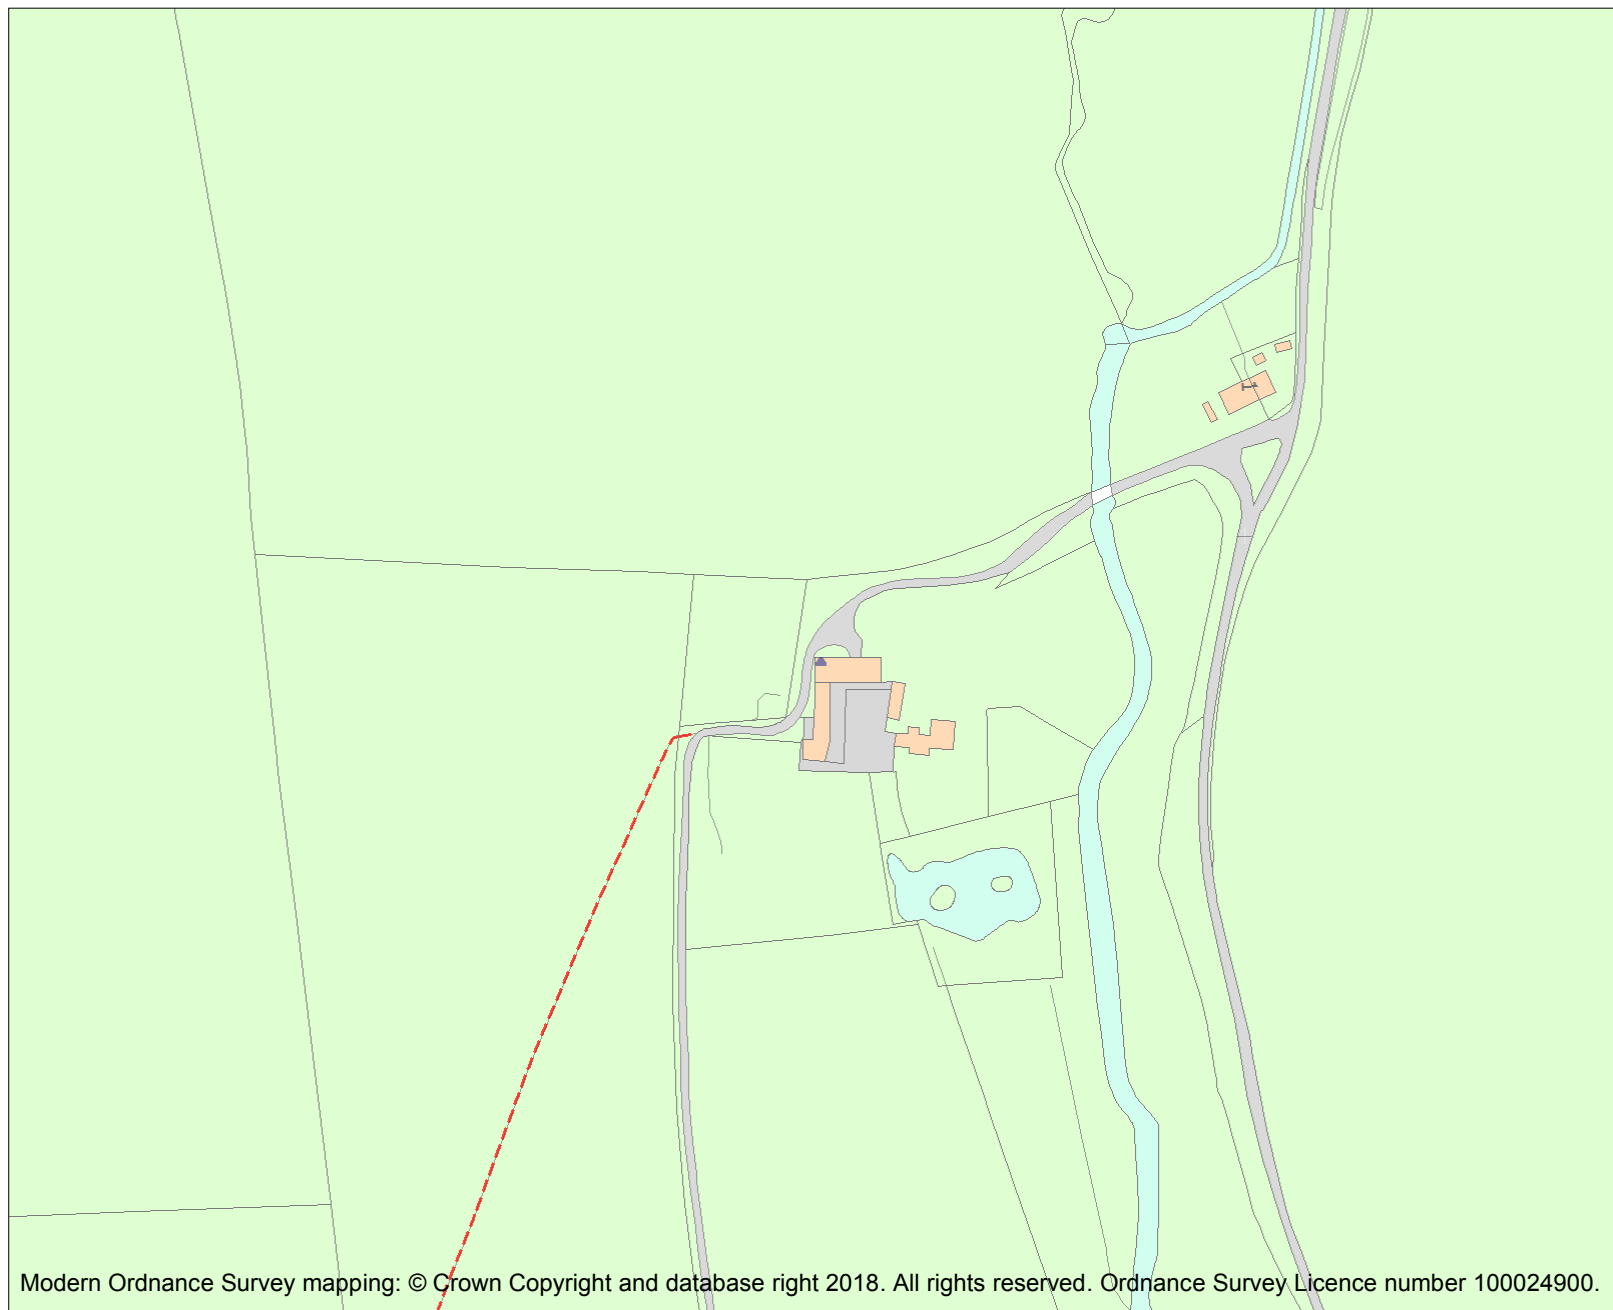 Modern Ordnance Survey mapping: © Crown Copyright and database right 2018. All rights reserved. Ordnance Survey Licence number 100024900.